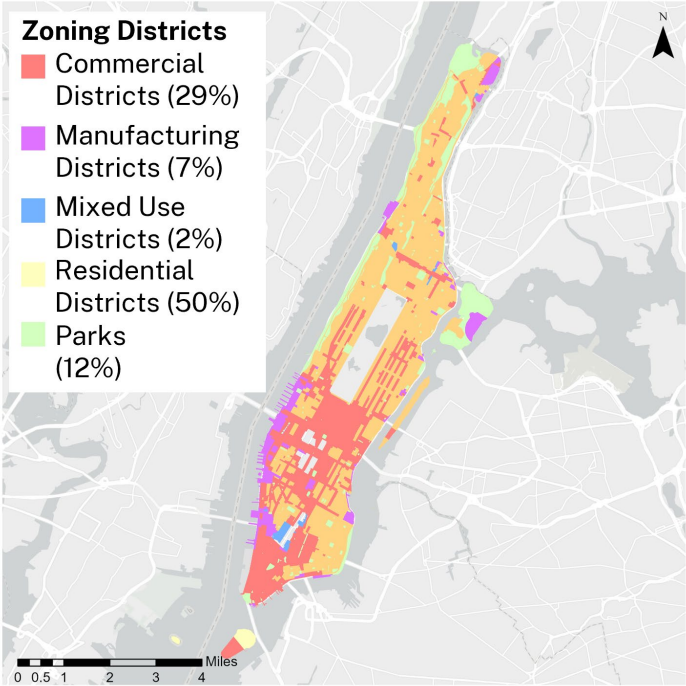 Zoning Districts
Commercial
Districts (29%)
Manufacturing
Districts (7%)
Mixed Use
Districts (2%)
Residential
Districts (50%)
Parks
(12%)
N
Miles
0 0.5 1 2 3 4